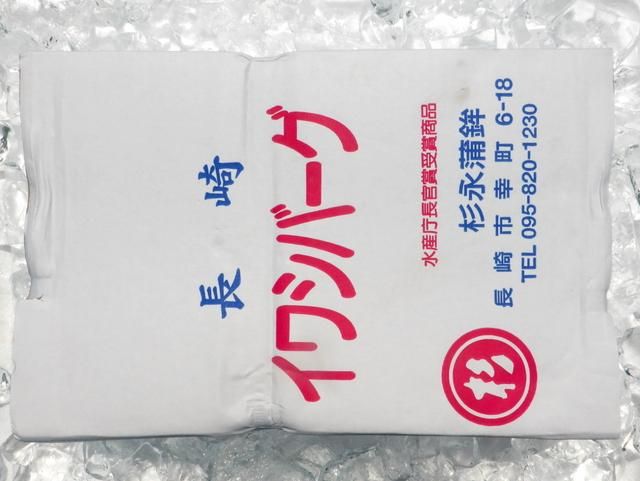 長崎
イワシバーグ
水産庁長官賞受賞商品
杉永蒲鉾
長崎市幸町 6-18
TEL 095-820-1230
杉